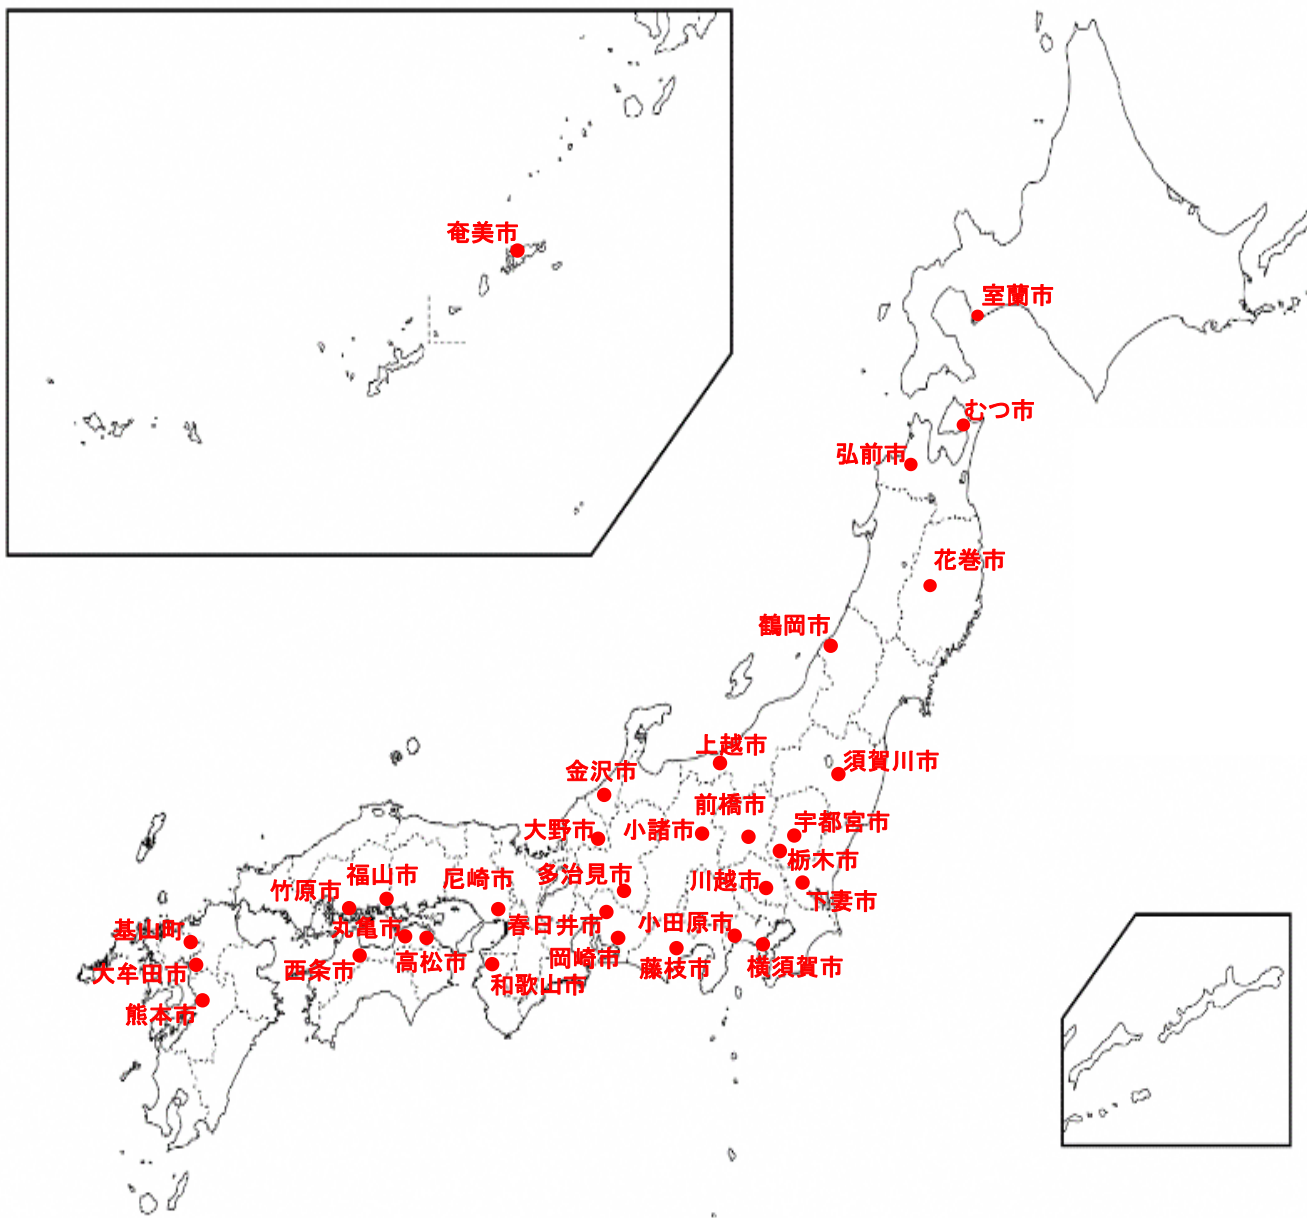 奄美市
室蘭市
むつ市
弘前市
花巻市
鶴岡市
上越市
須賀川市
金沢市
前橋市
大野市
小諸市
宇都宮市
栃木市
多治見市
川越市
下妻市
福山市
尼崎市
竹原市
春日井市
小田原市
丸亀市
基山町
岡崎市
高松市
藤枝市
横須賀市
大牟田市
西条市
和歌山市
熊本市